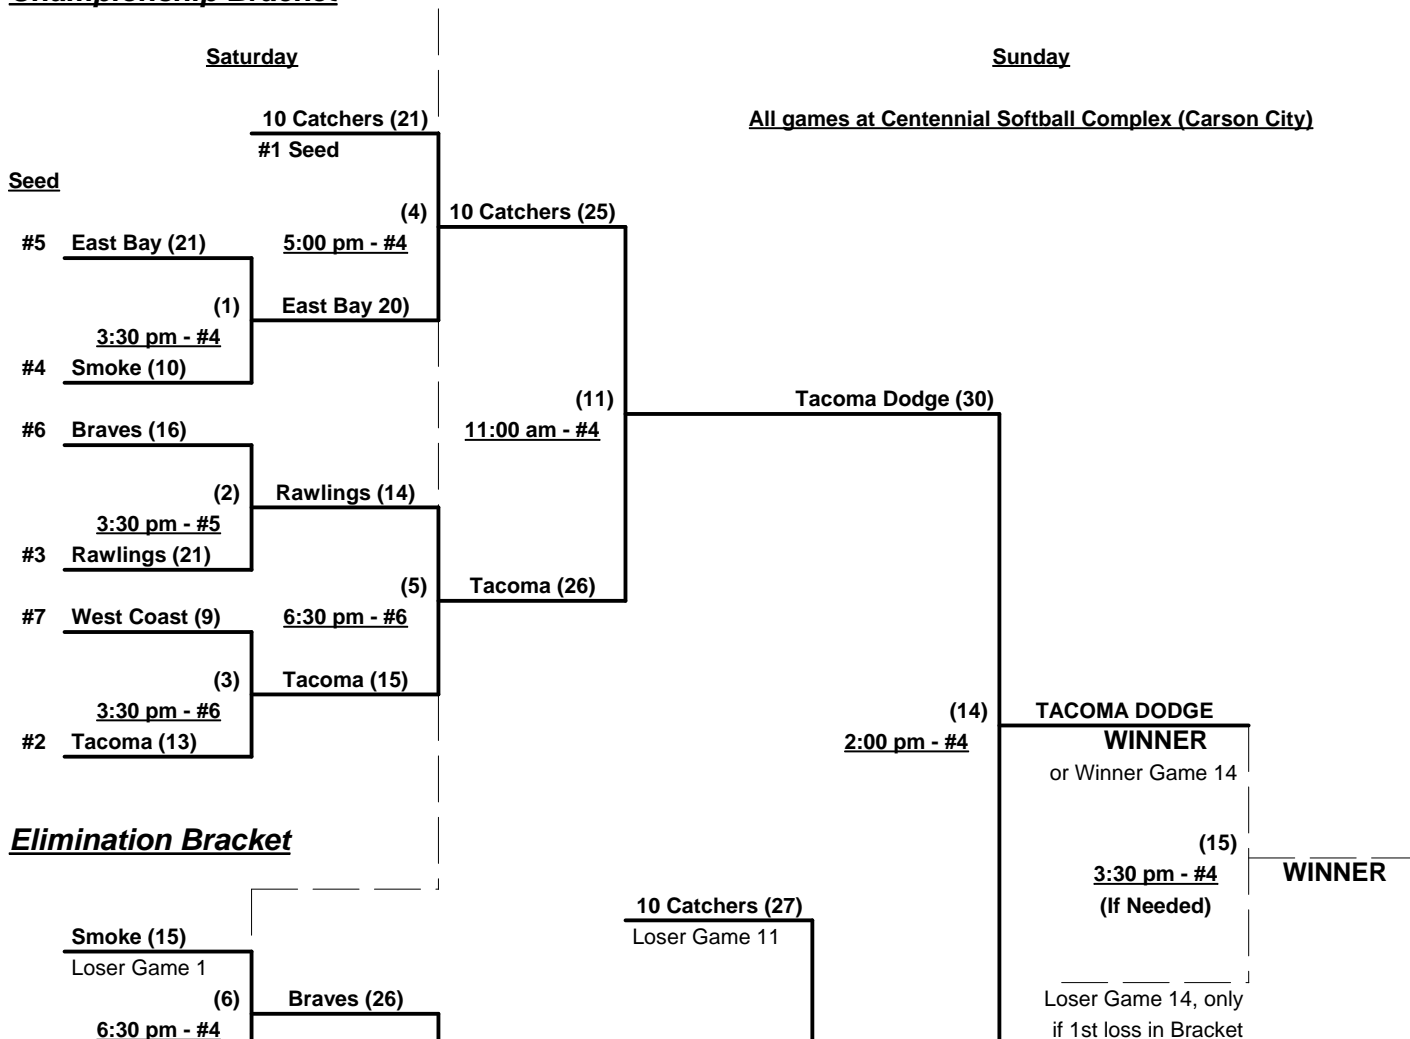 Championship Bracket
Saturday
Sunday
10 Catchers (21)
All games at Centennial Softball Complex (Carson City)
#1 Seed
Seed
(4)
10 Catchers (25)
#5 East Bay (21)
5:00 pm - #4
(1)
East Bay 20)
3:30 pm - #4
#4 Smoke (10)
(11)
Tacoma Dodge (30)
#6 Braves (16)
11:00 am - #4
(2)
Rawlings (14)
3:30 pm - #5
#3 Rawlings (21)
(5)
Tacoma (26)
#7 West Coast (9)
6:30 pm - #6
(3)
Tacoma (15)
3:30 pm - #6
(14)
TACOMA DODGE
#2 Tacoma (13)
2:00 pm - #4
WINNER
or Winner Game 14
Elimination Bracket
(15)
3:30 pm - #4
WINNER
(If Needed)
10 Catchers (27)
Loser Game 11
Smoke (15)
Loser Game 1
(6)
Braves (26)
6:30 pm - #4
Loser Game 14, only
if 1st loss in Bracket